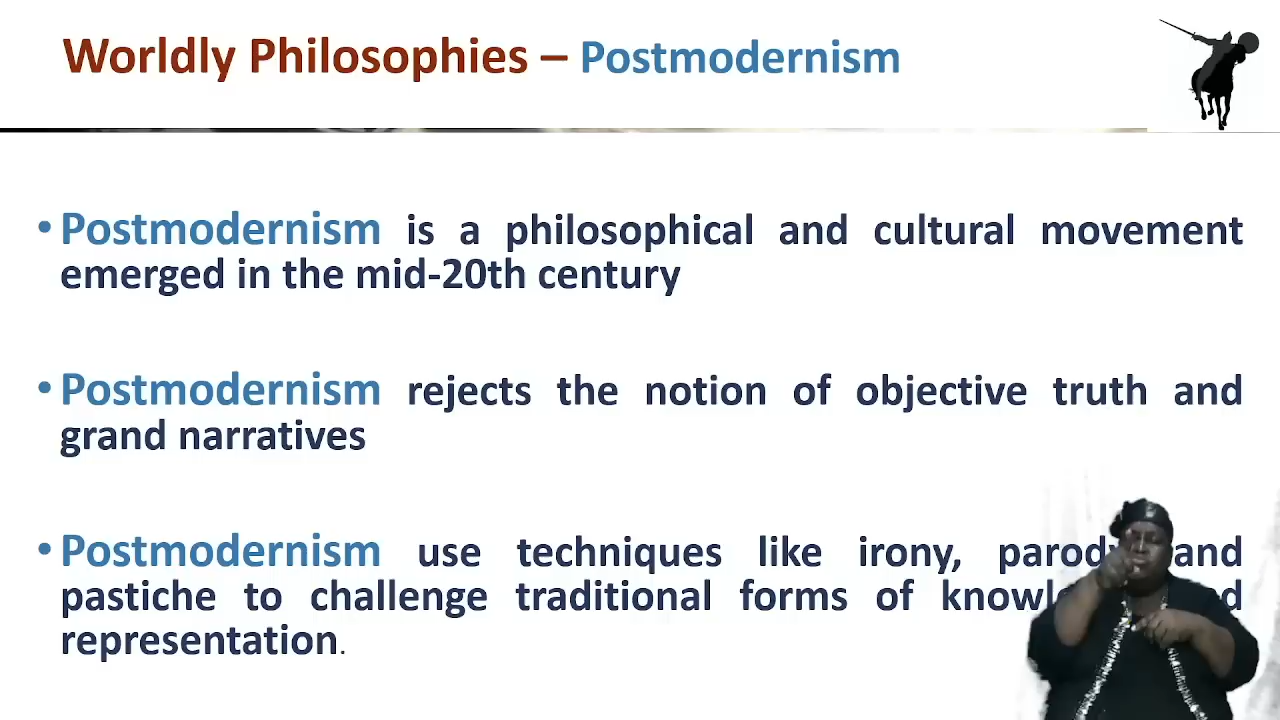 Worldly Philosophies – Postmodernism
• Postmodernism is a philosophical and cultural movement
emerged in the mid-20th century
• Postmodernism rejects the notion of objective truth and
grand narratives
• Postmodernism use techniques like irony, parody and
pastiche to challenge traditional forms of
representation.